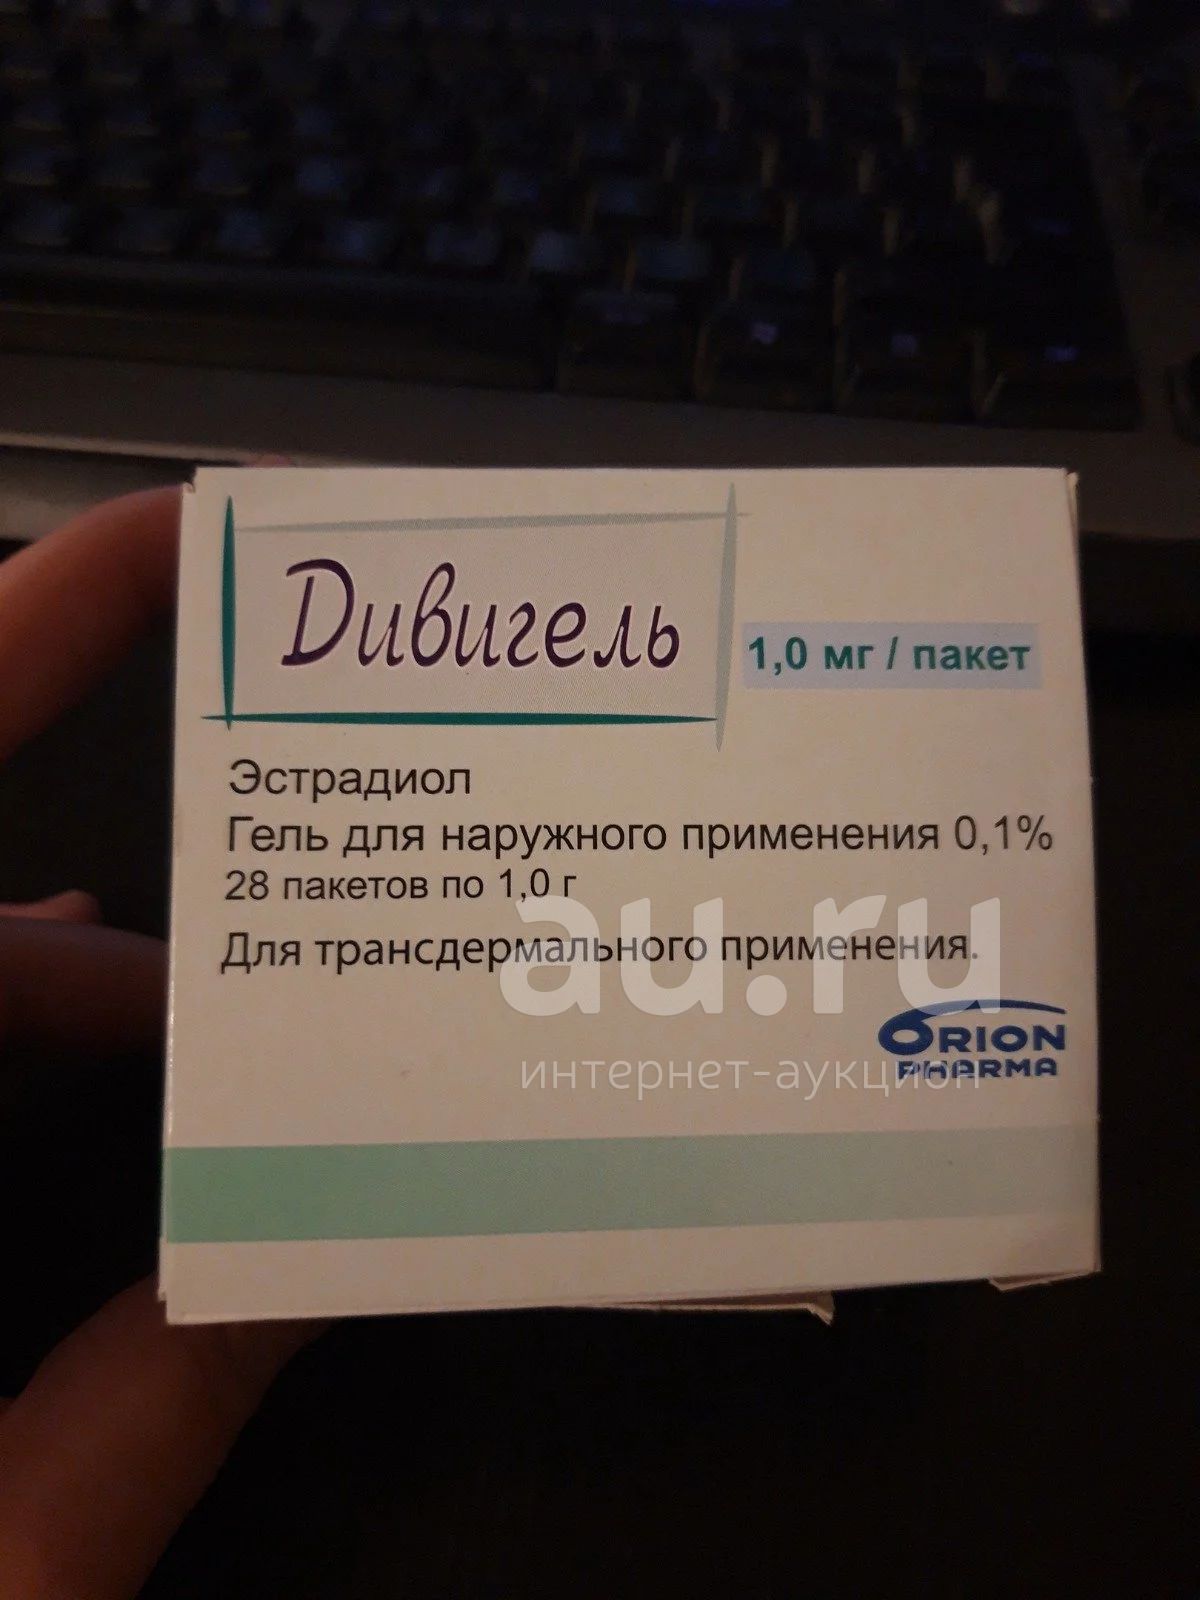 Дивигель
1,0 мг / пакет
Эстрадиол
Гель для наружного применения 0,1%
28 пакетов по 1,0 г
Для трансдермального применения.
au.ru
интернет-аукцион
ORION
PHARMA